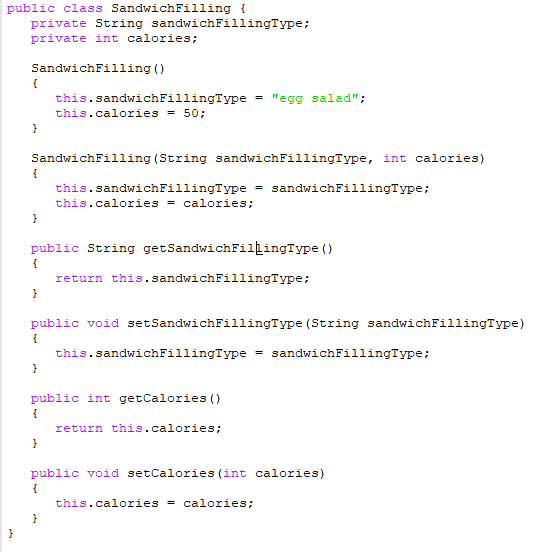 public class SandwichFilling {
private String sandwichFillingType;
private int calories;
SandwichFilling()
{
this.sandwichFillingType = "egg salad";
this.calories = 50;
}
SandwichFilling(String sandwichFillingType, int calories)
{
this.sandwichFillingType = sandwichFillingType;
this.calories = calories;
}
public String getSandwichFillingType()
{
return this.sandwichFillingType;
}
public void setSandwichFillingType(String sandwichFillingType)
{
this.sandwichFillingType = sandwichFillingType;
}
public int getCalories()
{
return this.calories;
}
public void setCalories(int calories)
{
this.calories = calories;
}
}